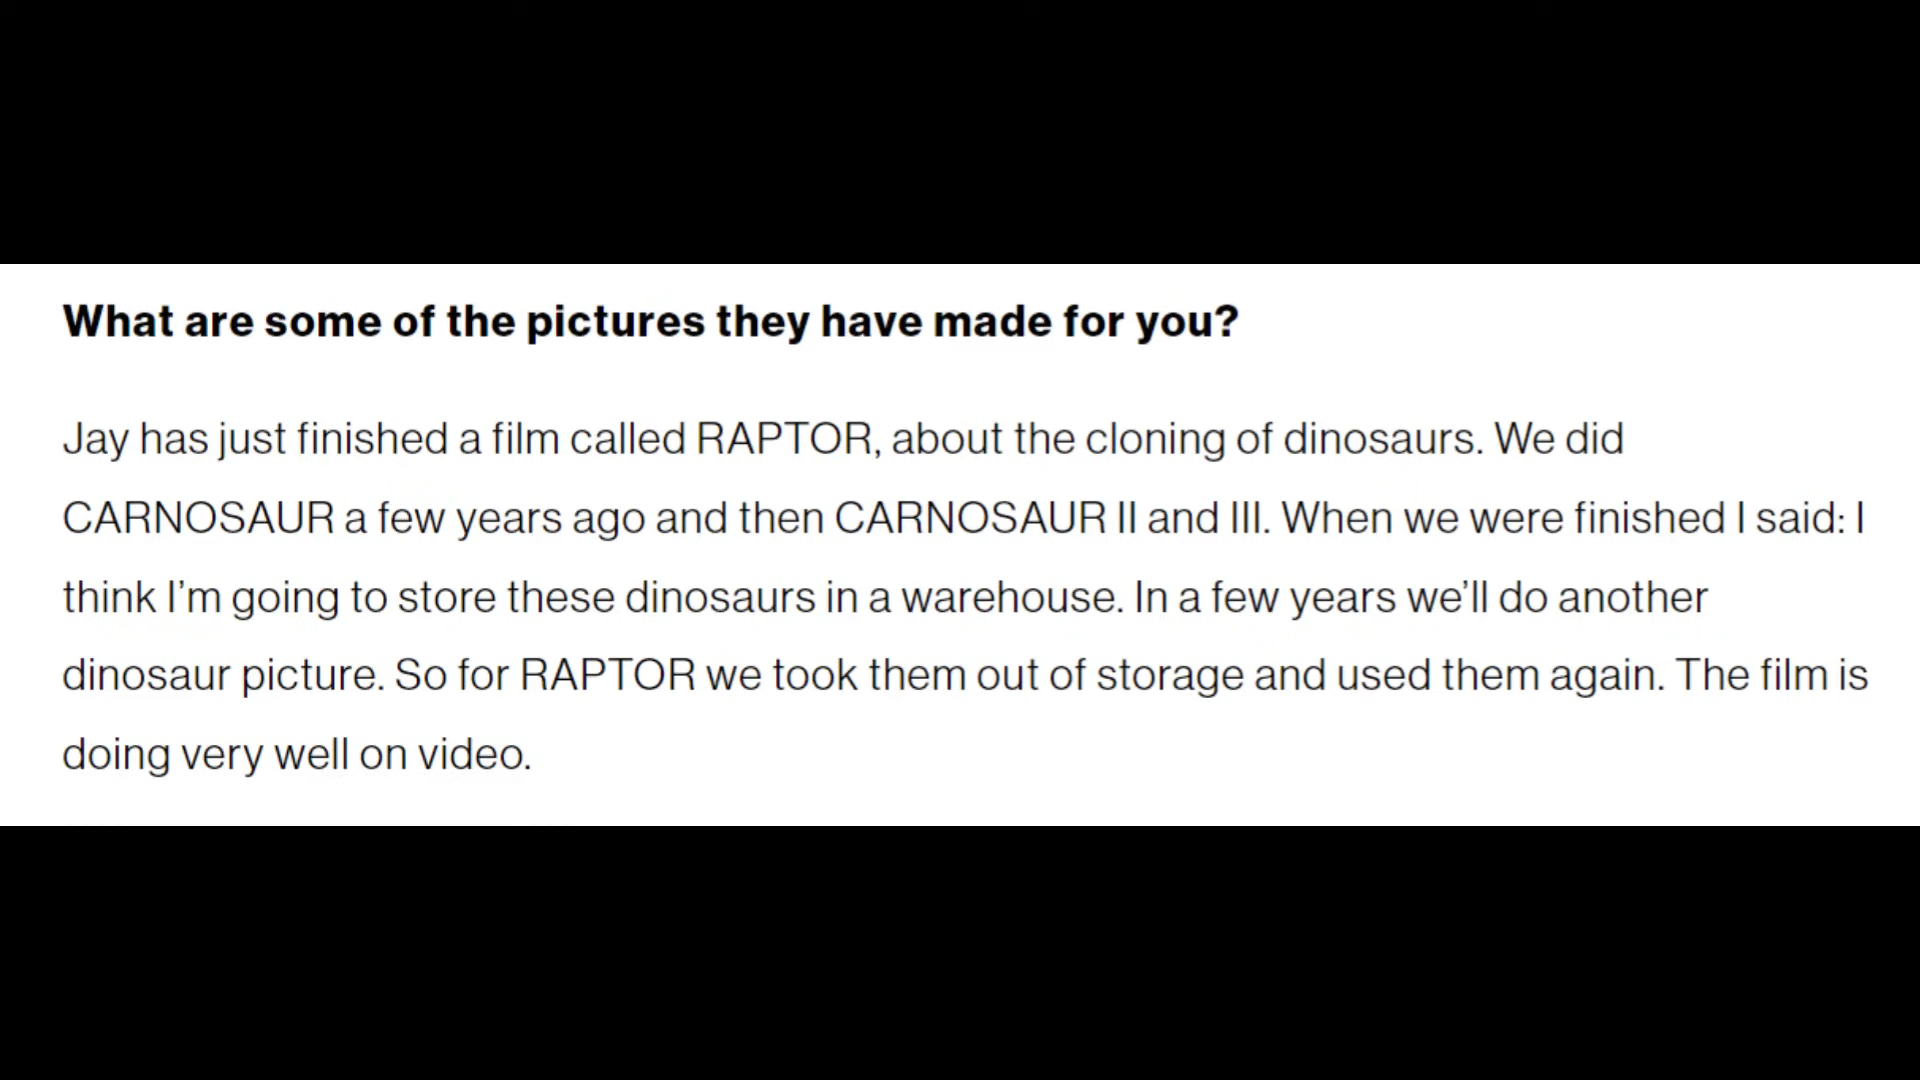 What are some of the pictures they have made for you?
Jay has just finished a film called RAPTOR, about the cloning of dinosaurs. We did
CARNOSAUR a few years ago and then CARNOSAUR II and III. When we were finished I said: I
think I’m going to store these dinosaurs in a warehouse. In a few years we’ll do another
dinosaur picture. So for RAPTOR we took them out of storage and used them again. The film is
doing very well on video.